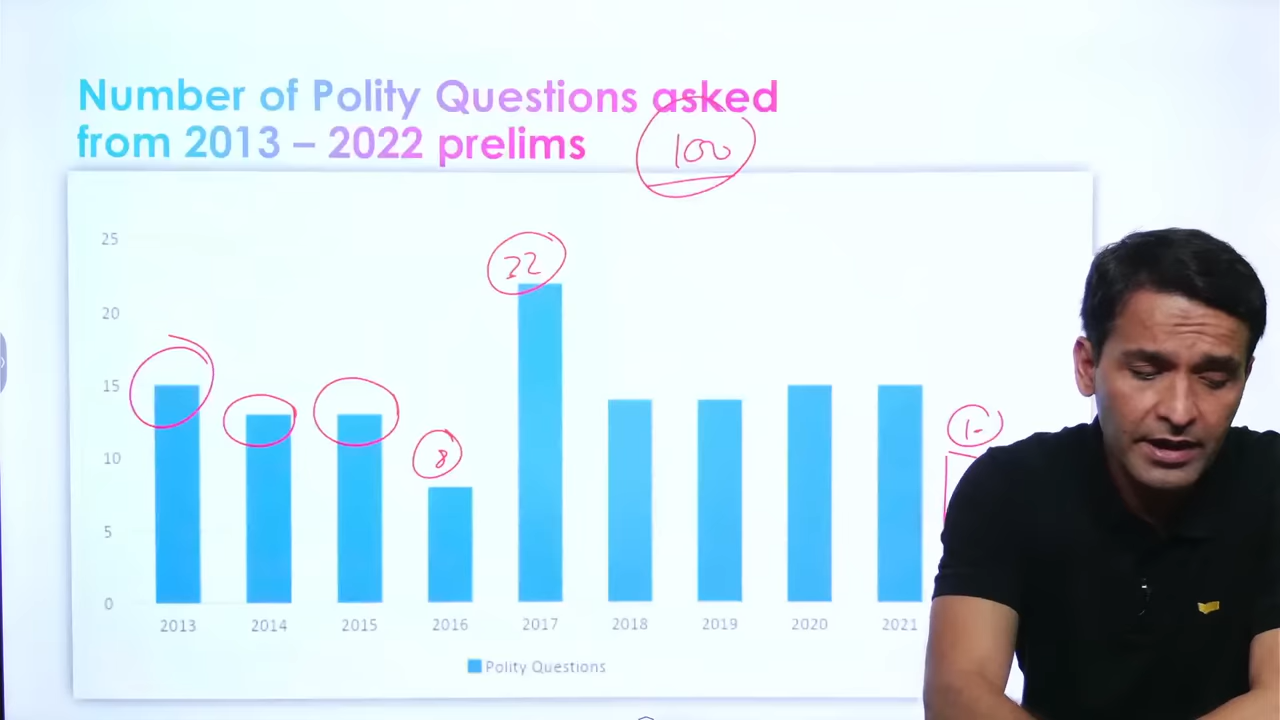 Number of Polity Questions asked
from 2013 – 2022 prelims
100
25
20
15
10
5
0
22
8
2013 2014 2015 2016 2017 2018 2019 2020 2021
Polity Questions